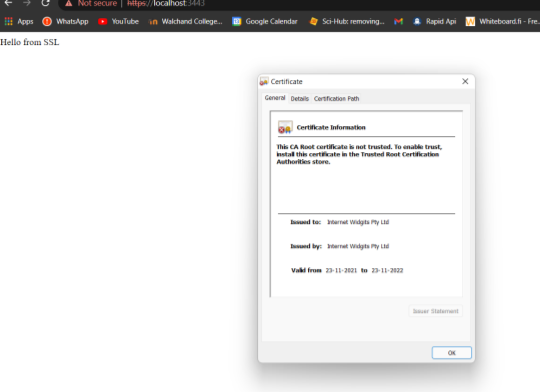 Not secure | https://localhost:3443
Apps WhatsApp YouTube Walchand College... Google Calendar Sci-Hub: removing... Rapid Api Whiteboard.fi - Fre...
Hello from SSL
Certificate
General Details Certification Path
Certificate Information
This CA Root certificate is not trusted. To enable trust,
install this certificate in the Trusted Root Certification
Authorities store.
Issued to: Internet Widgits Pty Ltd
Issued by: Internet Widgits Pty Ltd
Valid from 23-11-2021 to 23-11-2022
Issuer Statement
OK